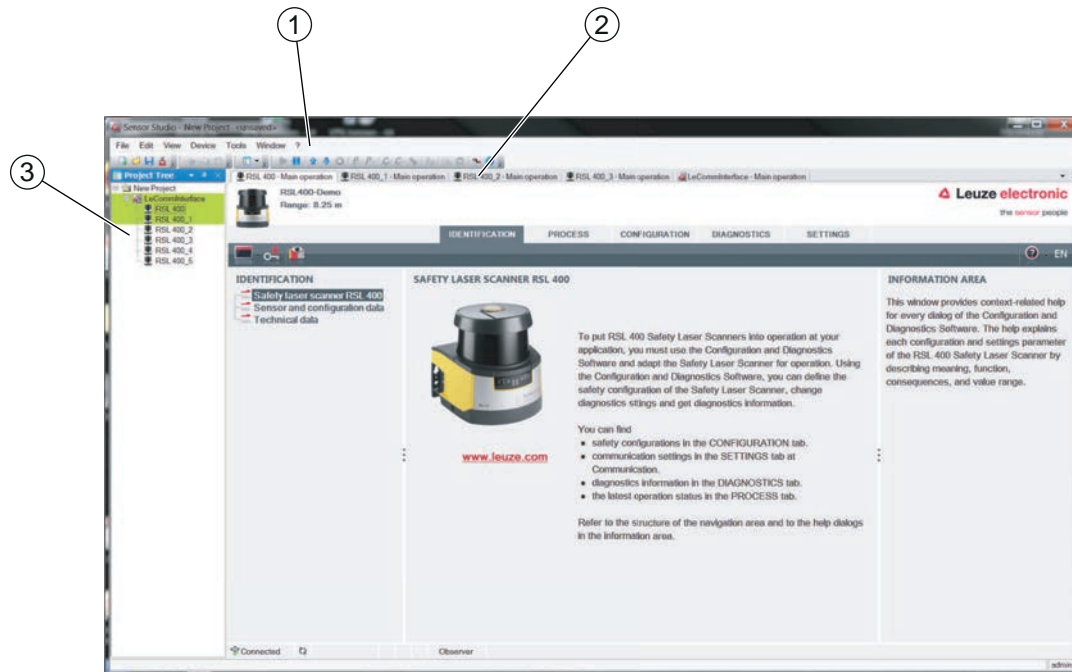 1
2
3
Sensor Studio - New Project <unsaved>
File Edit View Device Tools Window ?
Project Tree
New Project
LeCommInterface
RSL 400
RSL 400_1
RSL 400_2
RSL 400_3
RSL 400_4
RSL 400_5
RSL 400 - Main operation RSL 400_1 - Main operation RSL 400_2 - Main operation RSL 400_3 - Main operation LeCommInterface - Main operation
RSL400-Demo
Range: 8.25 m
Leuze electronic
the sensor people
IDENTIFICATION PROCESS CONFIGURATION DIAGNOSTICS SETTINGS
? EN
IDENTIFICATION
Safety laser scanner RSL 400
Sensor and configuration data
Technical data
SAFETY LASER SCANNER RSL 400
www.leuze.com
To put RSL 400 Safety Laser Scanners into operation at your
application, you must use the Configuration and Diagnostics
Software and adapt the Safety Laser Scanner for operation. Using
the Configuration and Diagnostics Software, you can define the
safety configuration of the Safety Laser Scanner, change
diagnostics sttings and get diagnostics information.
You can find
• safety configurations in the CONFIGURATION tab.
• communication settings in the SETTINGS tab at
Communication.
• diagnostics information in the DIAGNOSTICS tab.
• the latest operation status in the PROCESS tab.
Refer to the structure of the navigation area and to the help dialogs
in the information area.
INFORMATION AREA
This window provides context-related help
for every dialog of the Configuration and
Diagnostics Software. The help explains
each configuration and settings parameter
of the RSL 400 Safety Laser Scanner by
describing meaning, function,
consequences, and value range.
Connected Observer
admin